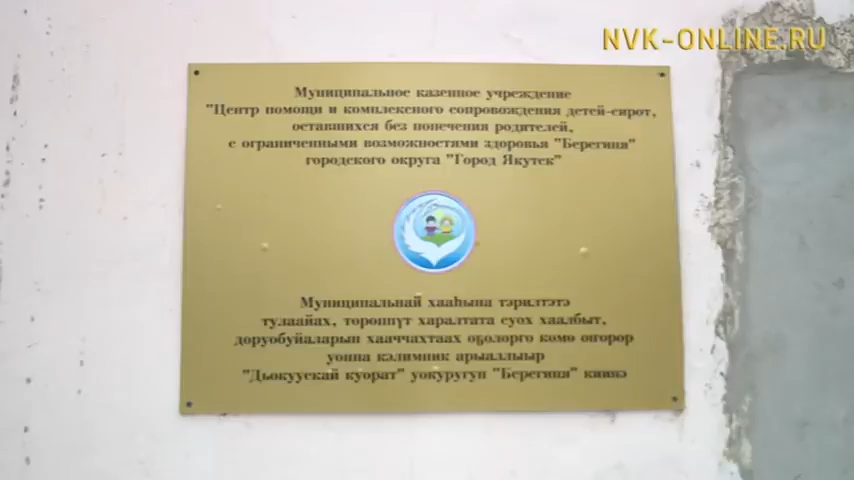 NVK-ONLINE.RU
Муниципальное казенное учреждение
"Центр помощи и комплексного сопровождения детей-сирот,
оставшихся без попечения родителей,
с ограниченными возможностями здоровья "Берегиня"
городского округа "Город Якутск"
Муниципальнай хааһына тэрилтэтэ
тулаайах, төрөппүт харалтата суох хаалбыт,
доруобуйаларын хааччахтаах оҕолорго көмө оҥорор
уонна кэлимник арыаллыыр
"Дьокуускай куорат" уокуругун "Берегиня" киинэ